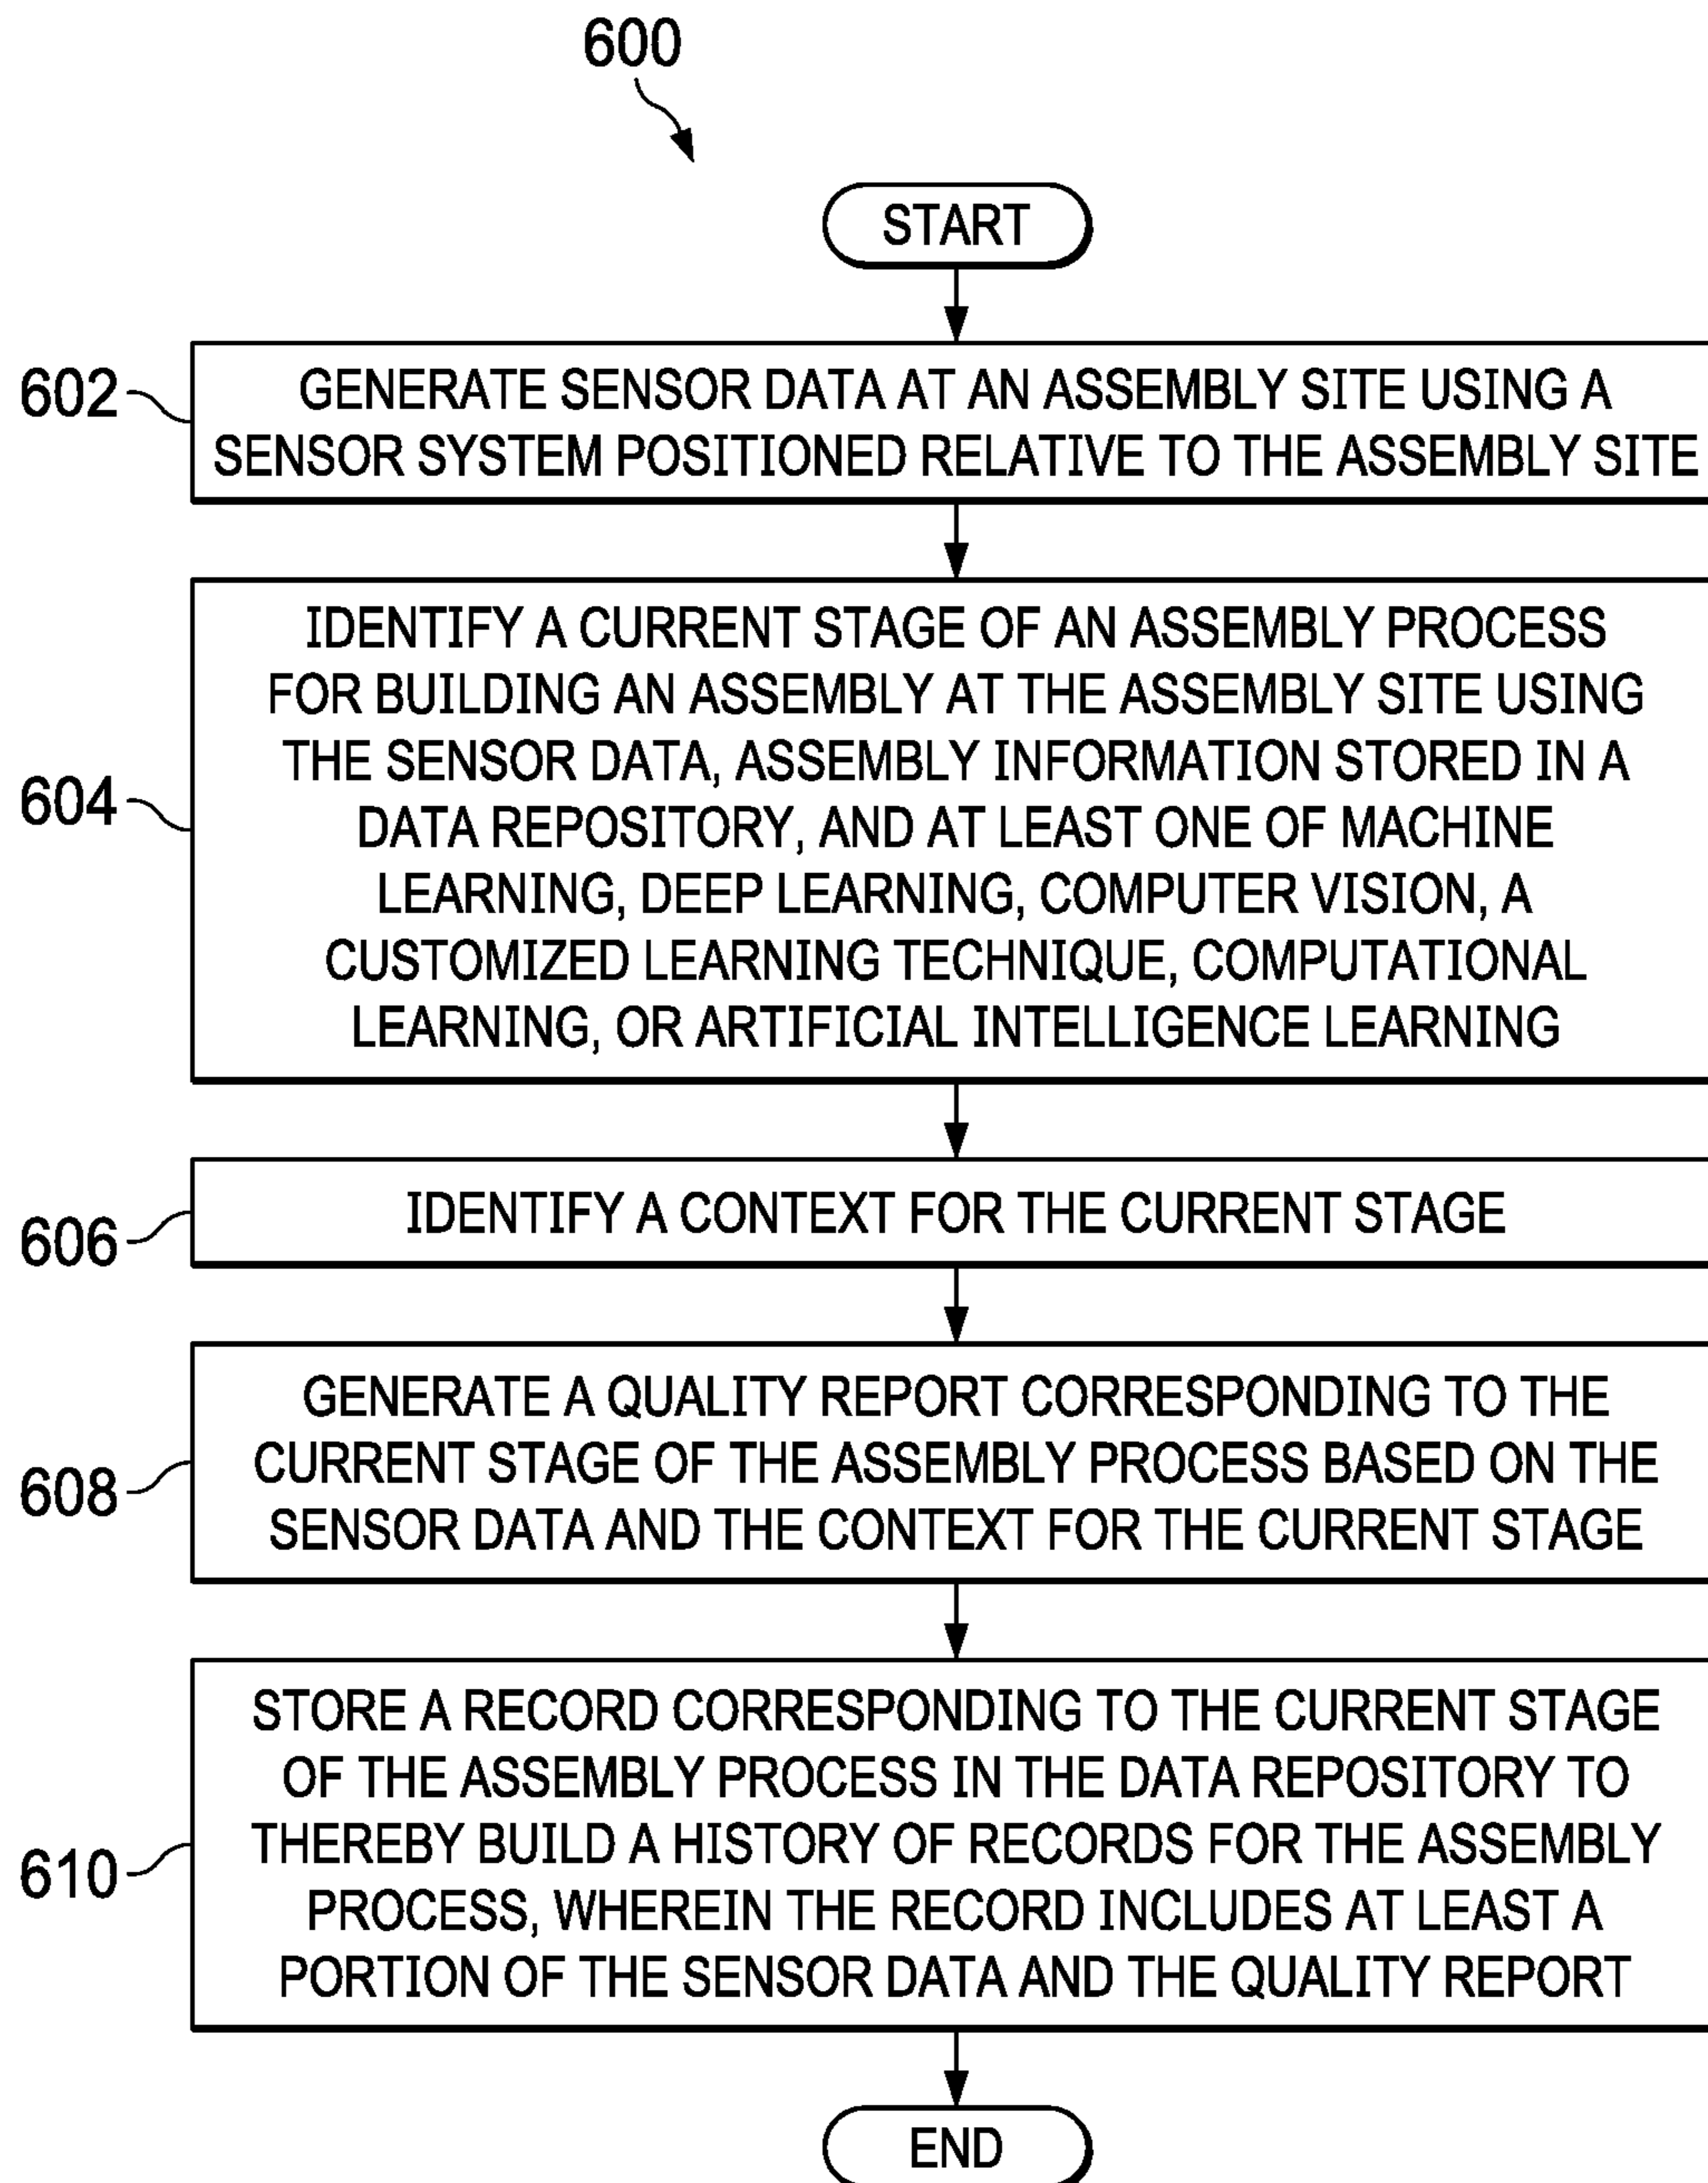 600
START
602
GENERATE SENSOR DATA AT AN ASSEMBLY SITE USING A
SENSOR SYSTEM POSITIONED RELATIVE TO THE ASSEMBLY SITE
604
IDENTIFY A CURRENT STAGE OF AN ASSEMBLY PROCESS
FOR BUILDING AN ASSEMBLY AT THE ASSEMBLY SITE USING
THE SENSOR DATA, ASSEMBLY INFORMATION STORED IN A
DATA REPOSITORY, AND AT LEAST ONE OF MACHINE
LEARNING, DEEP LEARNING, COMPUTER VISION, A
CUSTOMIZED LEARNING TECHNIQUE, COMPUTATIONAL
LEARNING, OR ARTIFICIAL INTELLIGENCE LEARNING
606
IDENTIFY A CONTEXT FOR THE CURRENT STAGE
608
GENERATE A QUALITY REPORT CORRESPONDING TO THE
CURRENT STAGE OF THE ASSEMBLY PROCESS BASED ON THE
SENSOR DATA AND THE CONTEXT FOR THE CURRENT STAGE
610
STORE A RECORD CORRESPONDING TO THE CURRENT STAGE
OF THE ASSEMBLY PROCESS IN THE DATA REPOSITORY TO
THEREBY BUILD A HISTORY OF RECORDS FOR THE ASSEMBLY
PROCESS, WHEREIN THE RECORD INCLUDES AT LEAST A
PORTION OF THE SENSOR DATA AND THE QUALITY REPORT
END